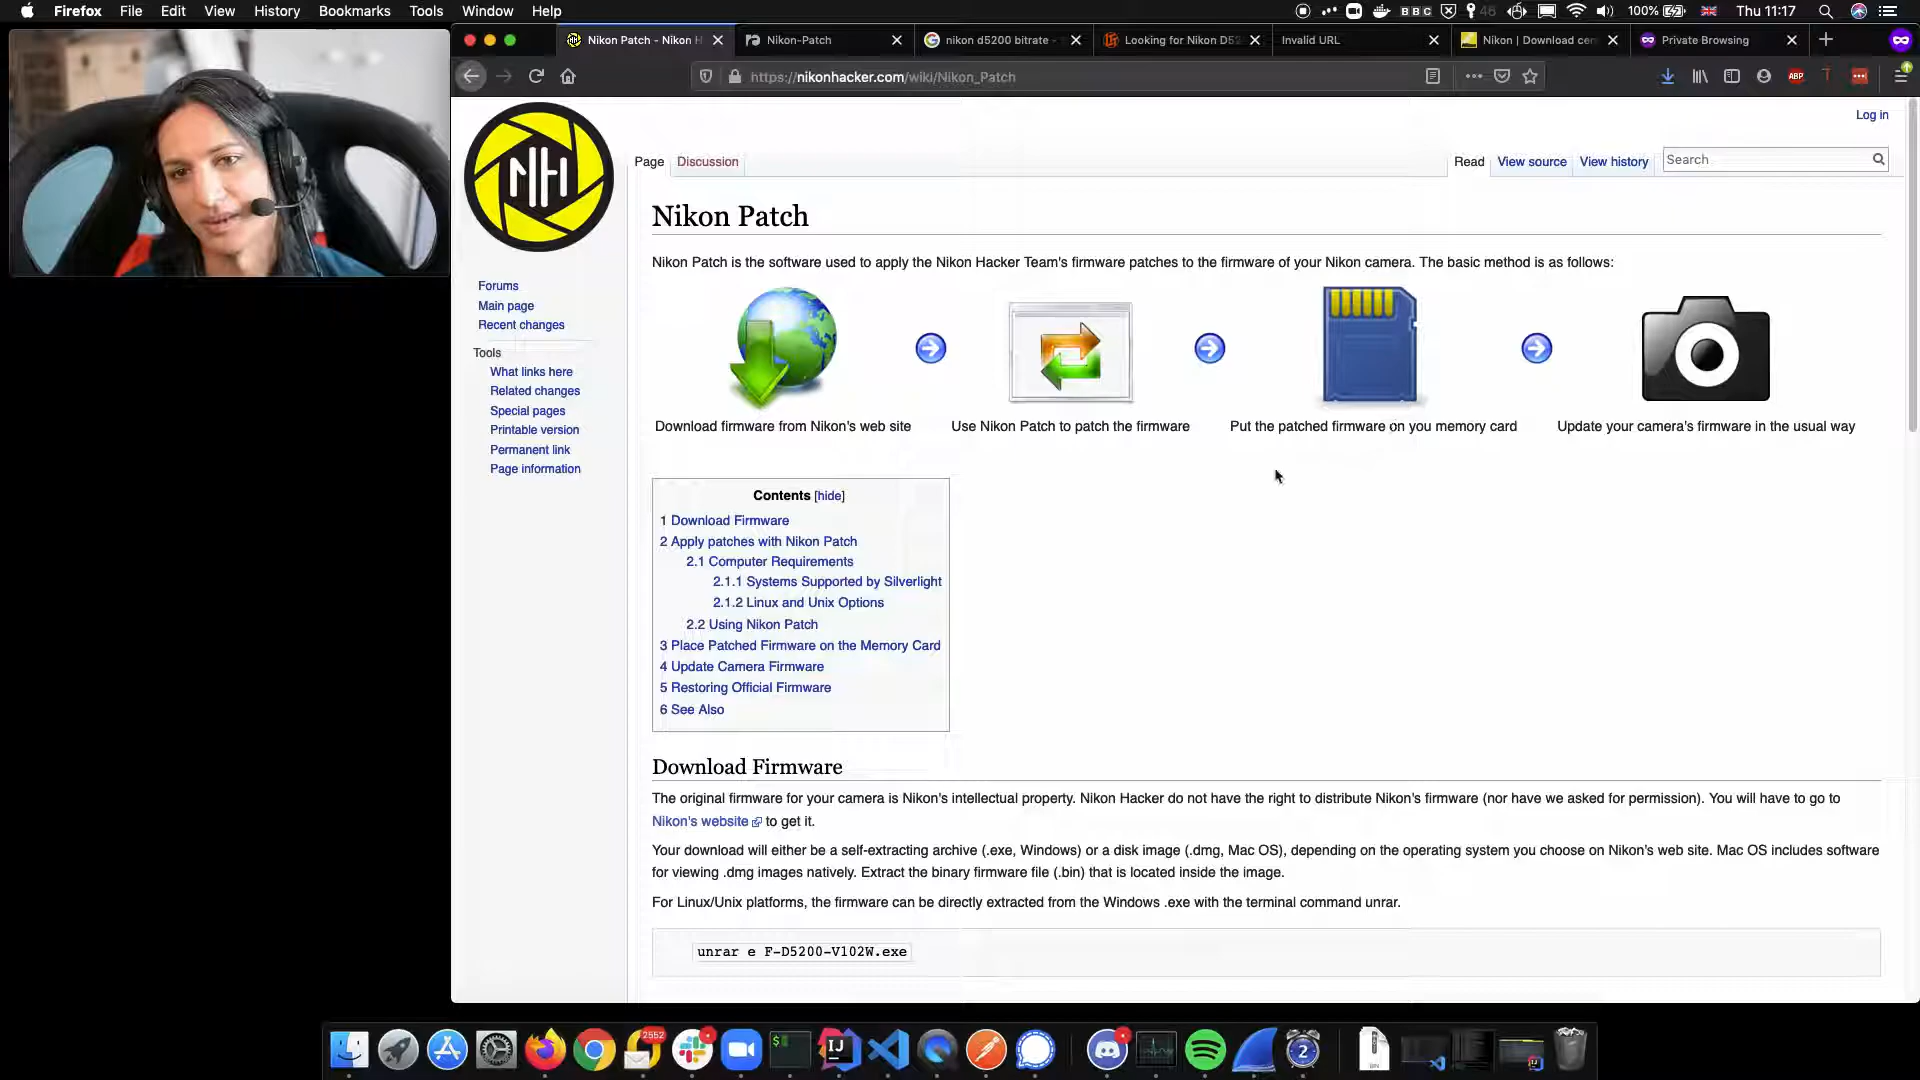 Firefox File Edit View History Bookmarks Tools Window Help
BBC 46 100% Thu 11:17
Nikon Patch - Nikon H
Nikon-Patch
nikon d5200 bitrate -
Looking for Nikon D52
Invalid URL
Nikon | Download cen
Private Browsing
https://nikonhacker.com/wiki/Nikon_Patch
ABP
NH
Log in
Page Discussion
Read View source View history Search
Nikon Patch
Nikon Patch is the software used to apply the Nikon Hacker Team's firmware patches to the firmware of your Nikon camera. The basic method is as follows:
Forums
Main page
Recent changes
Tools
What links here
Related changes
Special pages
Printable version
Permanent link
Page information
Download firmware from Nikon's web site
Use Nikon Patch to patch the firmware
Put the patched firmware on you memory card
Update your camera's firmware in the usual way
Contents [hide]
1 Download Firmware
2 Apply patches with Nikon Patch
2.1 Computer Requirements
2.1.1 Systems Supported by Silverlight
2.1.2 Linux and Unix Options
2.2 Using Nikon Patch
3 Place Patched Firmware on the Memory Card
4 Update Camera Firmware
5 Restoring Official Firmware
6 See Also
Download Firmware
The original firmware for your camera is Nikon's intellectual property. Nikon Hacker do not have the right to distribute Nikon's firmware (nor have we asked for permission). You will have to go to
Nikon's website to get it.
Your download will either be a self-extracting archive (.exe, Windows) or a disk image (.dmg, Mac OS), depending on the operating system you choose on Nikon's web site. Mac OS includes software
for viewing .dmg images natively. Extract the binary firmware file (.bin) that is located inside the image.
For Linux/Unix platforms, the firmware can be directly extracted from the Windows .exe with the terminal command unrar.
unrar e F-D5200-V102W.exe
2552
$
IJ
2